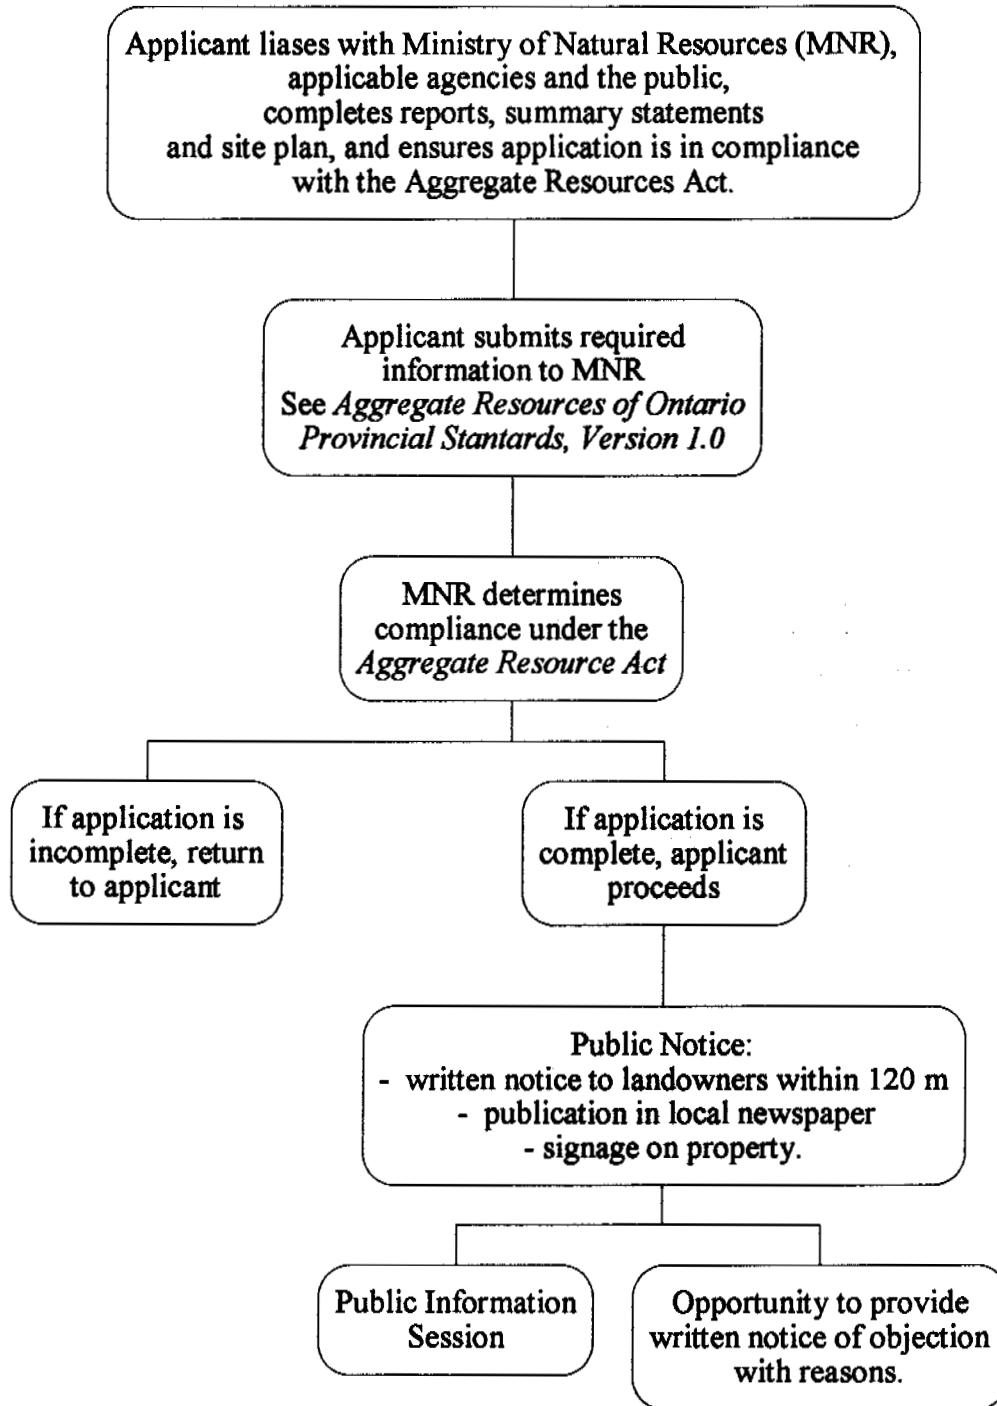 Applicant liases with Ministry of Natural Resources (MNR),
applicable agencies and the public,
completes reports, summary statements
and site plan, and ensures application is in compliance
with the Aggregate Resources Act.
Applicant submits required
information to MNR
See Aggregate Resources of Ontario
Provincial Stantards, Version 1.0
MNR determines
compliance under the
Aggregate Resource Act
If application is
incomplete, return
to applicant
If application is
complete, applicant
proceeds
Public Notice:
- written notice to landowners within 120 m
- publication in local newspaper
- signage on property.
Public Information
Session
Opportunity to provide
written notice of objection
with reasons.